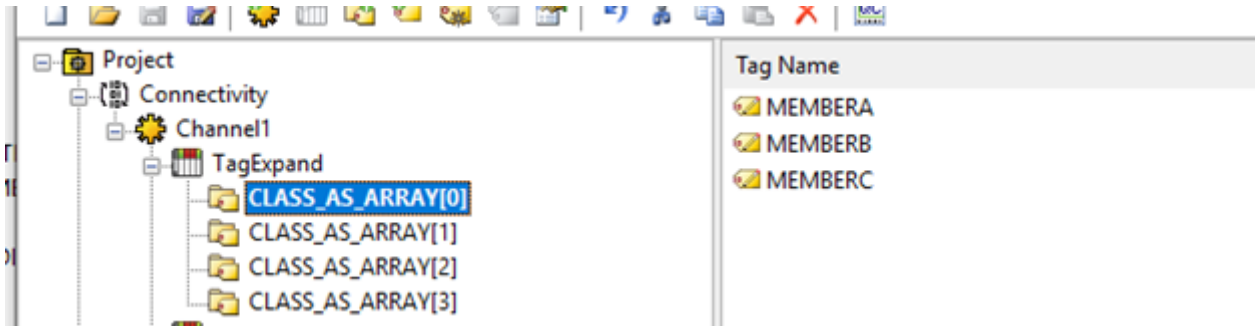 Project
Connectivity
Channel1
TagExpand
CLASS_AS_ARRAY[0]
CLASS_AS_ARRAY[1]
CLASS_AS_ARRAY[2]
CLASS_AS_ARRAY[3]
Tag Name
MEMBERA
MEMBERB
MEMBERC